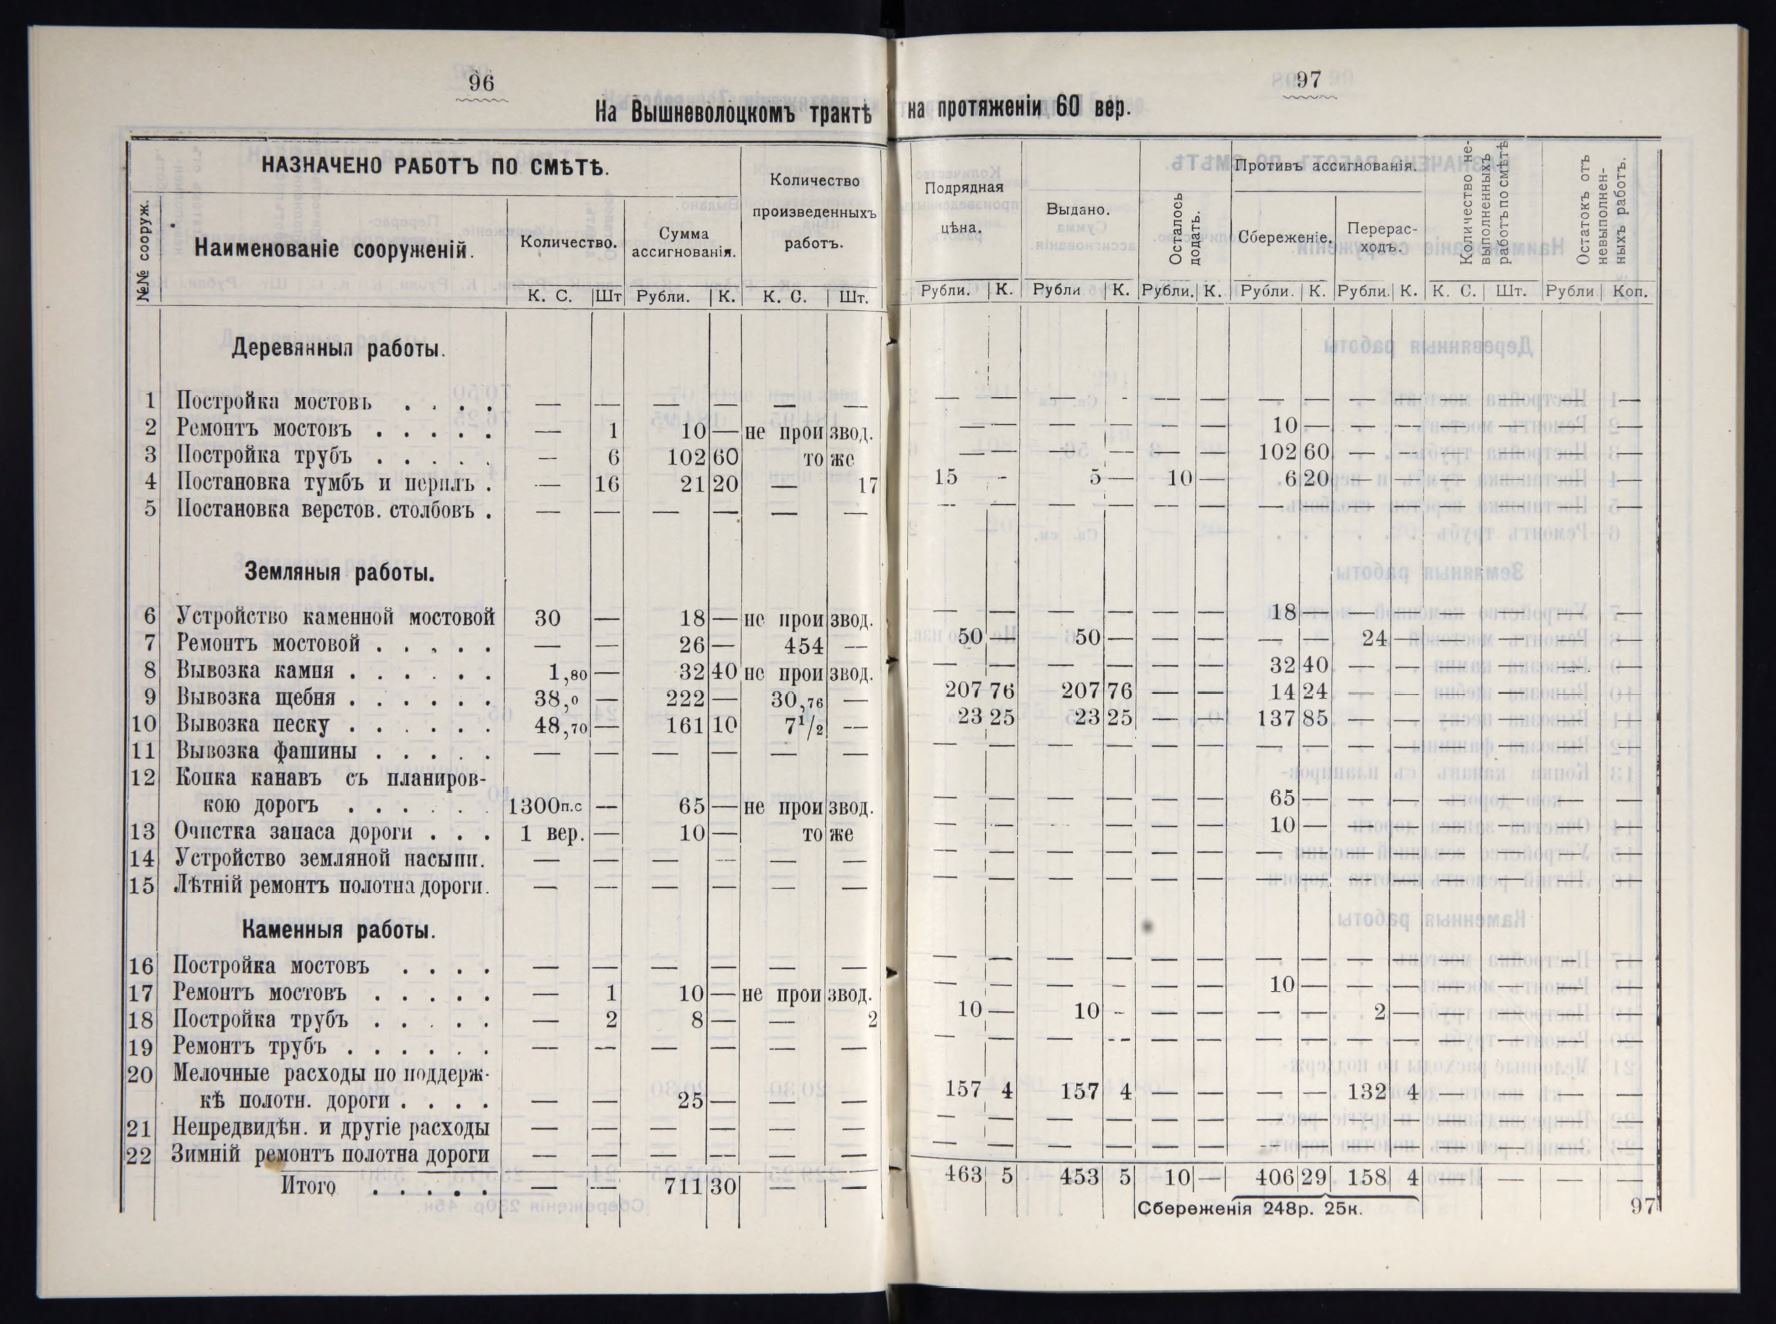 96
На Вышневолоцкомъ трактѣ
НАЗНАЧЕНО РАБОТЪ ПО СМѢТѢ.
№№ сооруж.
Наименованіе сооруженій.
Количество.
Сумма
ассигнованія.
Количество
произведенныхъ
работъ.
К. С. Шт Рубли. К. К. С. Шт.
Деревянныя работы.
1 Постройка мостовъ . . . . — — — — — —
2 Ремонтъ мостовъ . . . . . — 1 10 — не производ.
3 Постройка трубъ . . . . . — 6 102 60 то же
4 Постановка тумбъ и перилъ . — 16 21 20 — 17
5 Постановка верстов. столбовъ . — — — — — —
Земляныя работы.
6 Устройство каменной мостовой 30 — 18 — не производ.
7 Ремонтъ мостовой . . . . . — — 26 — 454 —
8 Вывозка камня . . . . . . 1,80 — 32 40 не производ.
9 Вывозка щебня . . . . . . 38,0 — 222 — 30,76 —
10 Вывозка песку . . . . . . 48,70 — 161 10 7 1/2 —
11 Вывозка фашины . . . . . — — — — — —
12 Копка канавъ съ планиров-
кою дорогъ . . . . . 1300п.с — 65 — не производ.
13 Очистка запаса дороги . . . 1 вер. — 10 — то же
14 Устройство земляной насыпи. — — — — — —
15 Лѣтній ремонтъ полотна дороги. — — — — — —
Каменныя работы.
16 Постройка мостовъ . . . . — — — — — —
17 Ремонтъ мостовъ . . . . . — 1 10 — не производ.
18 Постройка трубъ . . . . . — 2 8 — — 2
19 Ремонтъ трубъ . . . . . . — — — — — —
20 Мелочные расходы по поддерж-
кѣ полотн. дороги . . . . — — 25 — — —
21 Непредвидѣн. и другіе расходы — — — — — —
22 Зимній ремонтъ полотна дороги — — — — — —
Итого . . . . . — — 711 30 — —
97
на протяженіи 60 вер.
Подрядная
цѣна.
Выдано.
Осталось
додать.
Противъ ассигнованія.
Сбереженіе.
Перерас-
ходъ.
Количество не-
выполненныхъ
работъ по смѣтѣ
Остатокъ отъ
невыполнен-
ныхъ работъ.
Рубли. К. Рубли К. Рубли. К. Рубли. К. Рубли. К. К. С. Шт. Рубли Коп.
— — — — — — — — — — — — — —
— — — — — — 10 — — — — — — —
— — — — — — 102 60 — — — — — —
15 - 5 — 10 — 6 20 — — — — — —
— — — — — — — — — — — — — —
— — — — — — 18 — — — — — — —
50 — 50 — — — — — 24 — — — — —
— — — — — — 32 40 — — — — — —
207 76 207 76 — — 14 24 — — — — — —
23 25 23 25 — — 137 85 — — — — — —
— — — — — — — — — — — — — —
— — — — — — 65 — — — — — — —
— — — — — — 10 — — — — — — —
— — — — — — — — — — — — — —
— — — — — — — — — — — — — —
— — — — — — — — — — — — — —
— — — — — — 10 — — — — — — —
10 — 10 - — — — — 2 — — — — —
— — — — — — — — — — — — — —
157 4 157 4 — — — — 132 4 — — — —
— — — — — — — — — — — — — —
— — — — — — — — — — — — — —
463 5 453 5 10 — 406 29 158 4 — — — —
Сбереженія 248р. 25к.
97